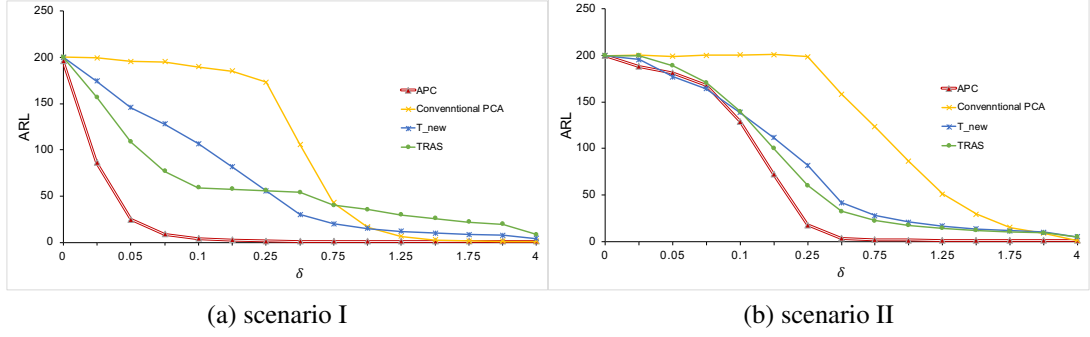 250
200
150
100
50
0
ARL
0
0.05
0.1
0.25
0.75
1.25
1.75
4
δ
APC
Convenntional PCA
T_new
TRAS
(a) scenario I
250
200
150
100
50
0
ARL
0
0.05
0.1
0.25
0.75
1.25
1.75
4
δ
APC
Conventional PCA
T_new
TRAS
(b) scenario II